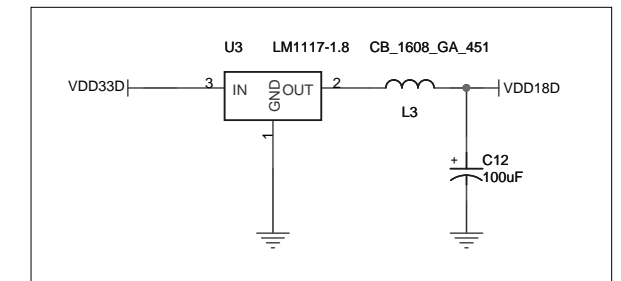 U3 LM1117-1.8 CB_1608_GA_451
VDD33D 3 IN GND OUT 2 VDD18D
L3
1
+ C12
100uF